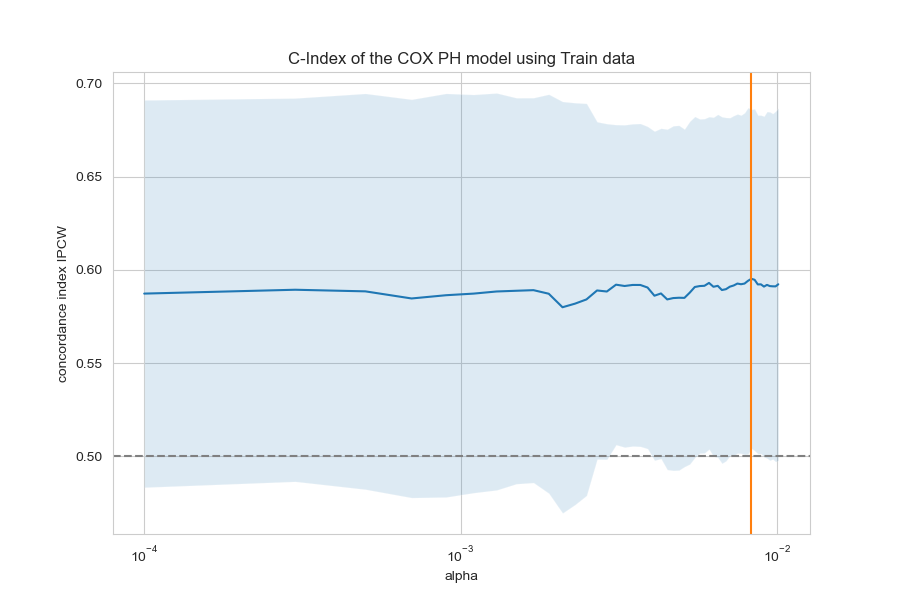 C-Index of the COX PH model using Train data
0.70
0.65
0.60
0.55
0.50
concordance index IPCW
10⁻⁴
10⁻³
10⁻²
alpha